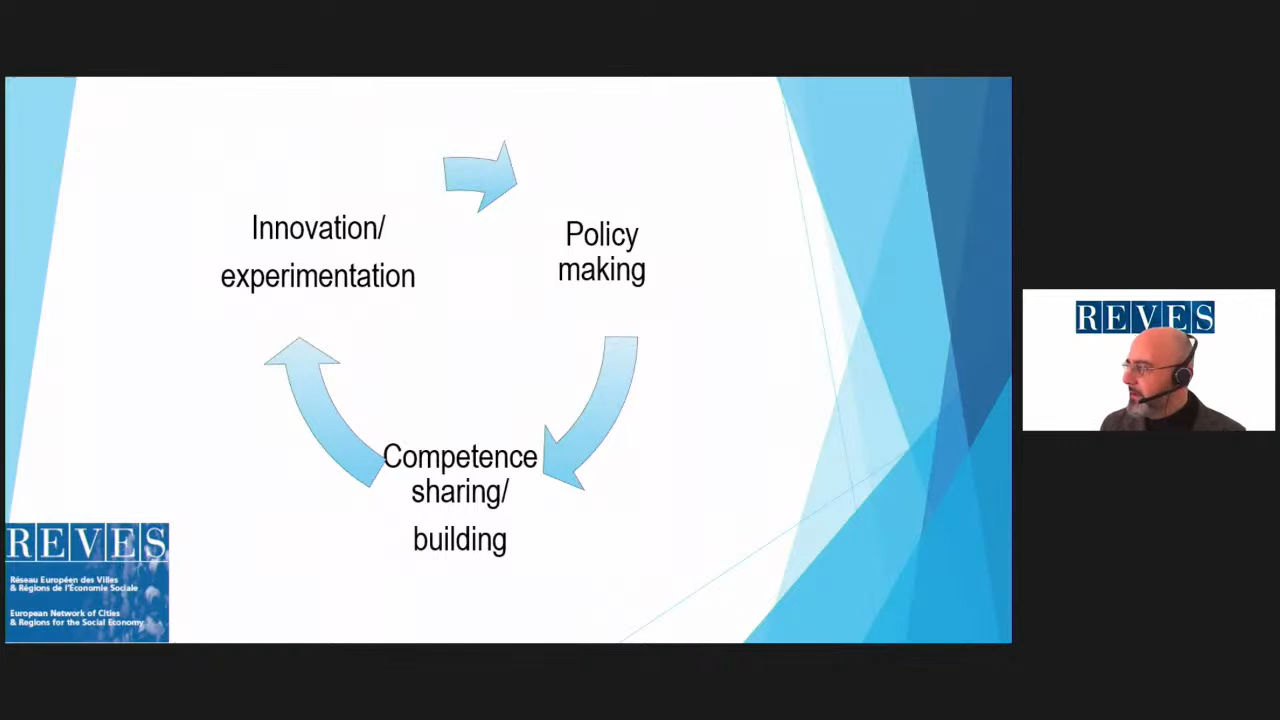 Innovation/
experimentation
Policy
making
Competence
sharing/
building
REVES
Réseau Européen des Villes
& Régions de l'Économie Sociale
European Network of Cities
& Regions for the Social Economy
REVES